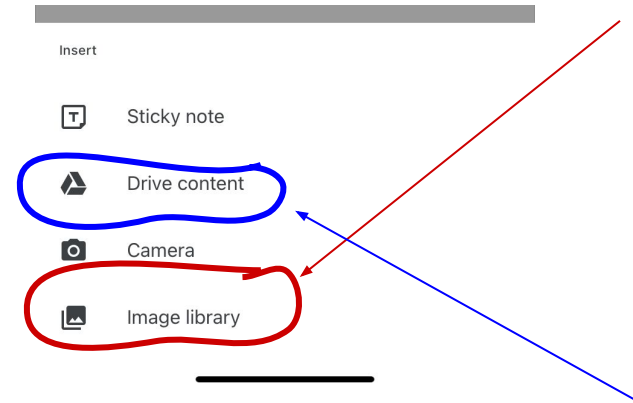 Insert
Sticky note
Drive content
Camera
Image library